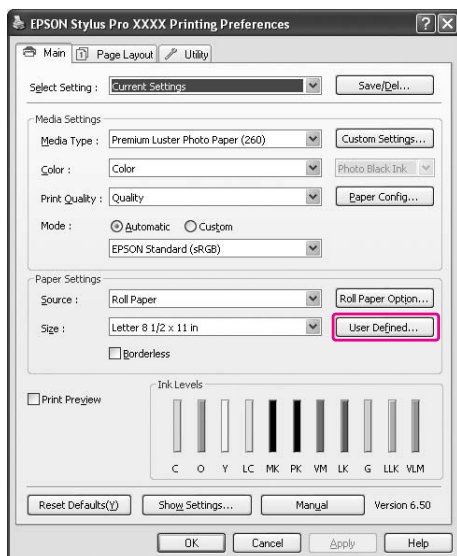 EPSON Stylus Pro XXXX Printing Preferences
Main Page Layout Utility
Select Setting : Current Settings Save/Del...
Media Settings
Media Type : Premium Luster Photo Paper (260) Custom Settings...
Color : Color Photo Black Ink
Print Quality : Quality Paper Config...
Mode : Automatic Custom
EPSON Standard (sRGB)
Paper Settings
Source : Roll Paper Roll Paper Option...
Size : Letter 8 1/2 x 11 in User Defined...
Borderless
Print Preview
Ink Levels
C O Y LC MK PK VM LK G LLK VLM
Reset Defaults(Y) Show Settings... Manual Version 6.50
OK Cancel Apply Help